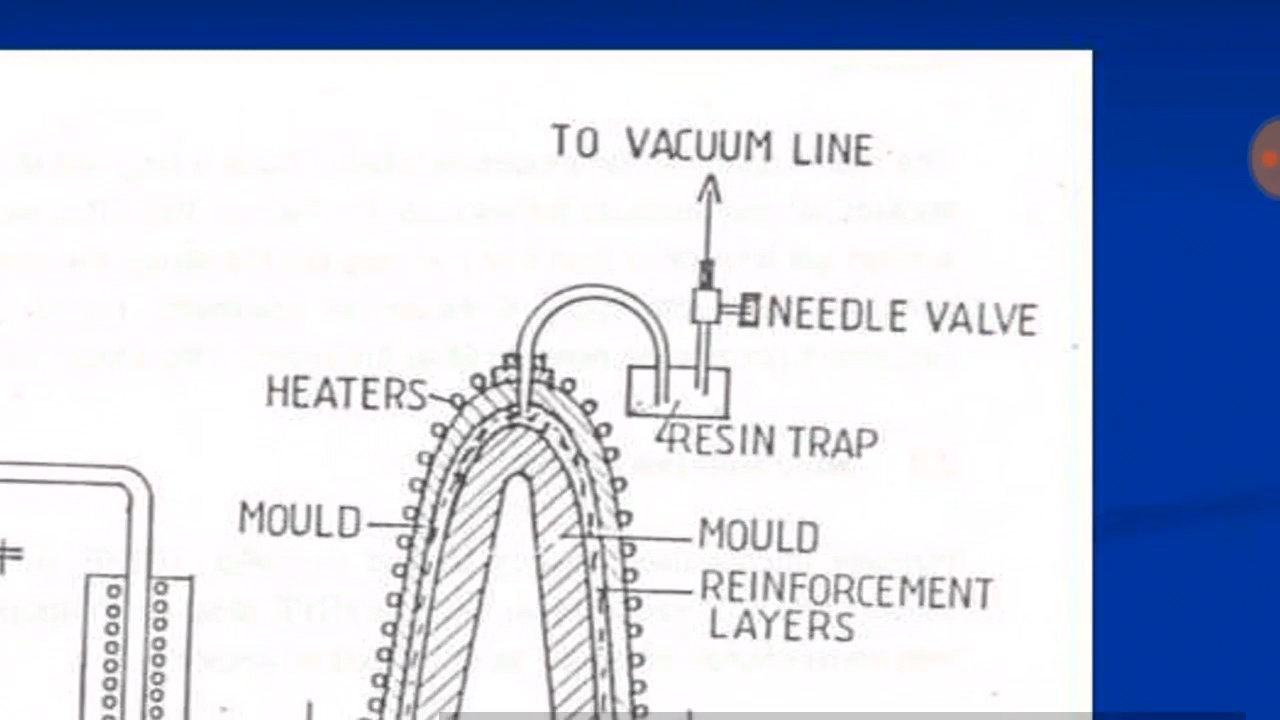 TO VACUUM LINE
NEEDLE VALVE
HEATERS
RESIN TRAP
MOULD
MOULD
REINFORCEMENT
LAYERS